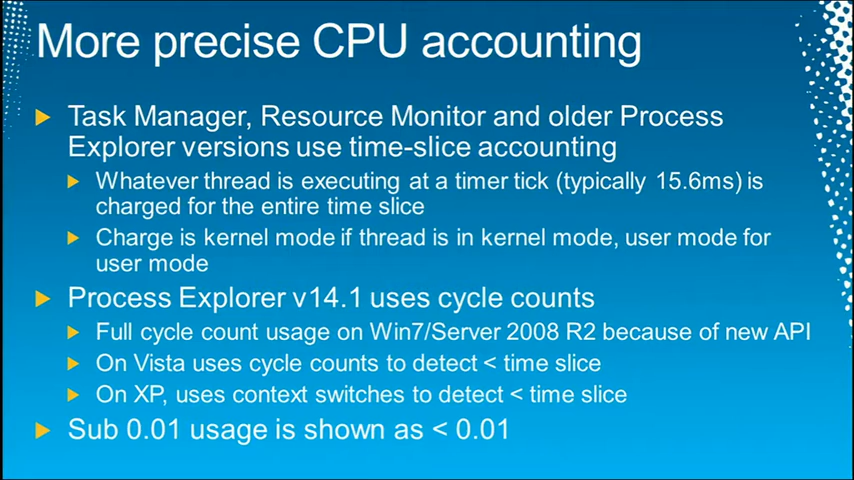 More precise CPU accounting
Task Manager, Resource Monitor and older Process
Explorer versions use time-slice accounting
Whatever thread is executing at a timer tick (typically 15.6ms) is
charged for the entire time slice
Charge is kernel mode if thread is in kernel mode, user mode for
user mode
Process Explorer v14.1 uses cycle counts
Full cycle count usage on Win7/Server 2008 R2 because of new API
On Vista uses cycle counts to detect < time slice
On XP, uses context switches to detect < time slice
Sub 0.01 usage is shown as < 0.01